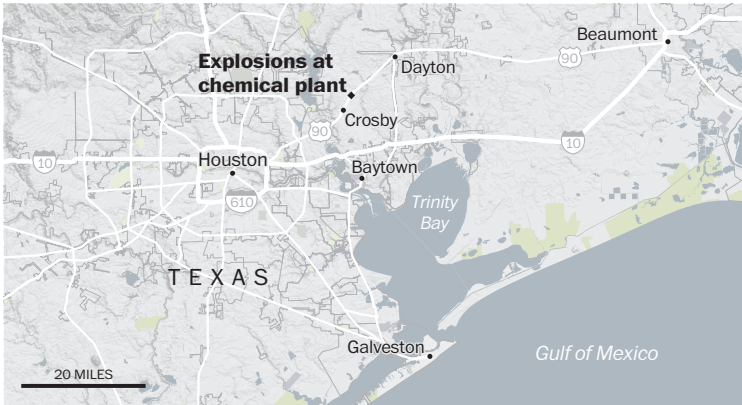 Beaumont
90
Explosions at
chemical plant
Dayton
Crosby
90
10
10
Houston
Baytown
610
Trinity
Bay
TEXAS
Galveston
Gulf of Mexico
20 MILES